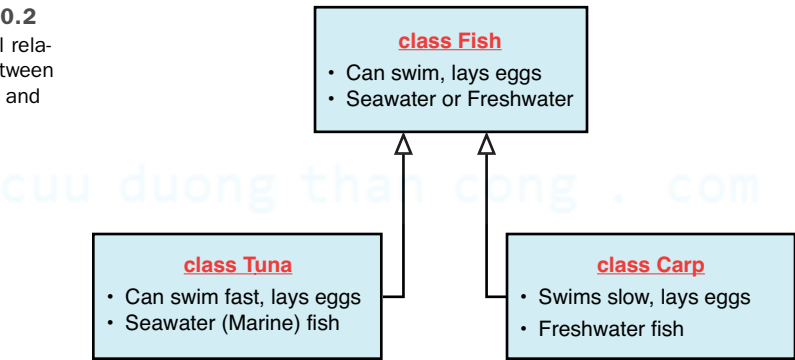 0.2
l rela-
tween
and
class Fish
• Can swim, lays eggs
• Seawater or Freshwater
cuu duong than cong . com
class Tuna
• Can swim fast, lays eggs
• Seawater (Marine) fish
class Carp
• Swims slow, lays eggs
• Freshwater fish